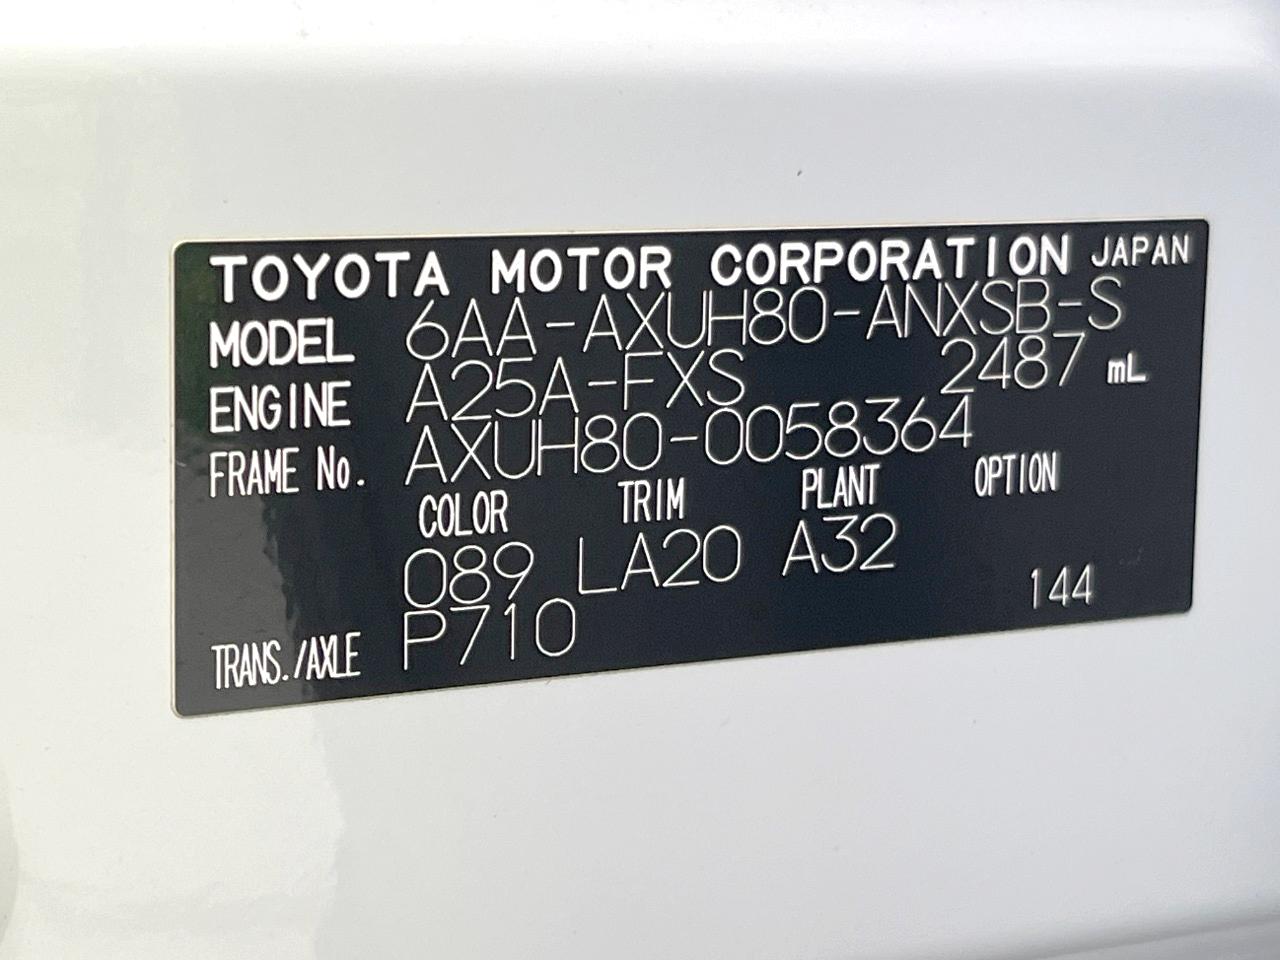 TOYOTA MOTOR CORPORATION JAPAN
MODEL 6AA-AXUH80-ANXSB-S
ENGINE A25A-FXS 2487 mL
FRAME No. AXUH80-0058364
COLOR TRIM PLANT OPTION
089 LA20 A32
TRANS./AXLE P710 144